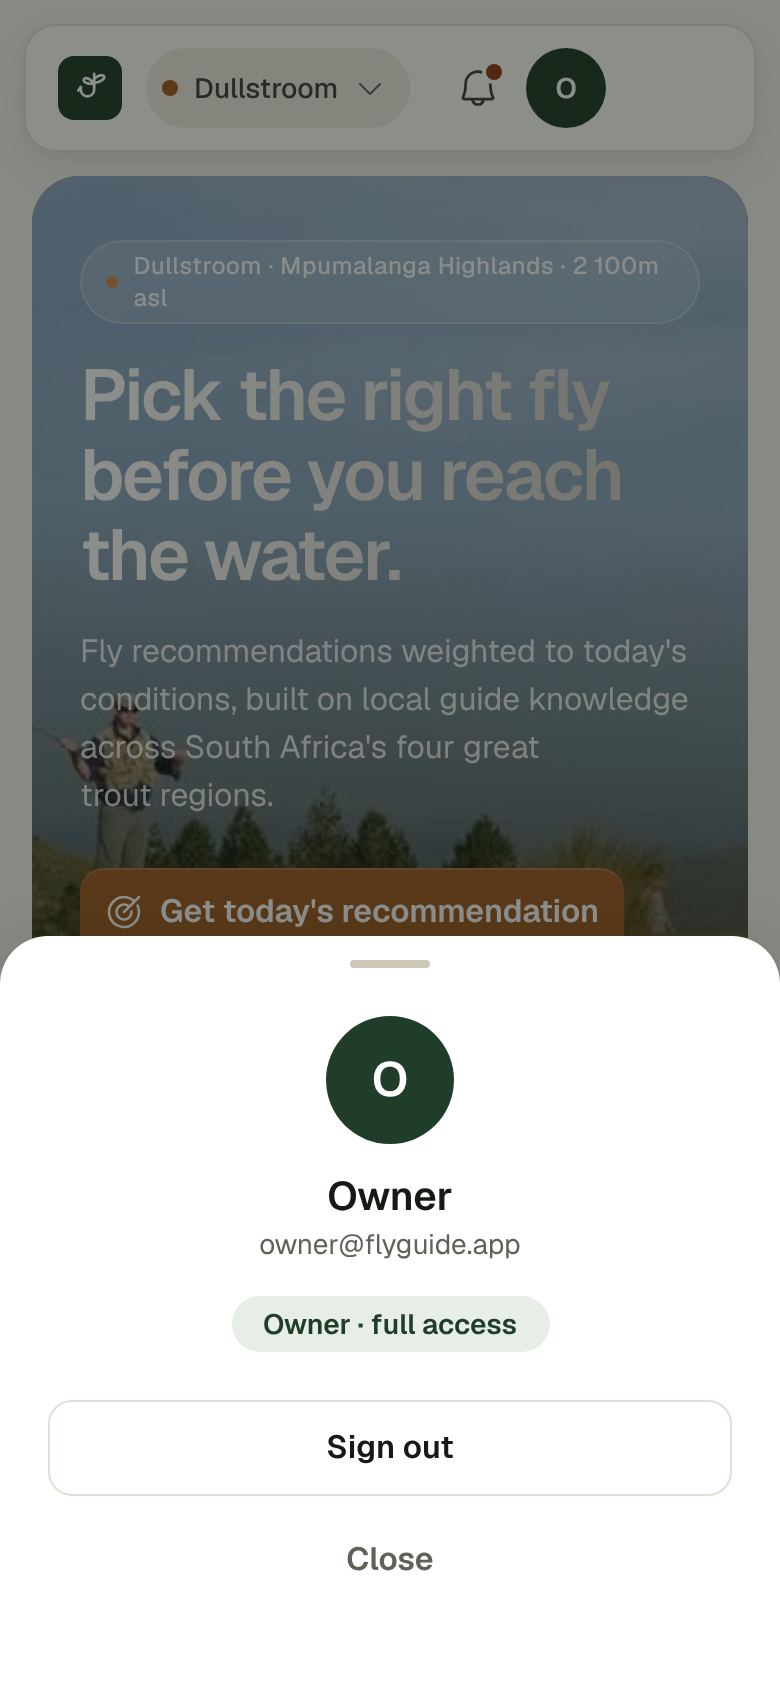 Dullstroom
O
Dullstroom · Mpumalanga Highlands · 2 100m
asl
Pick the right fly
before you reach
the water.
Fly recommendations weighted to today's
conditions, built on local guide knowledge
across South Africa's four great
trout regions.
Get today's recommendation
O
Owner
owner@flyguide.app
Owner · full access
Sign out
Close